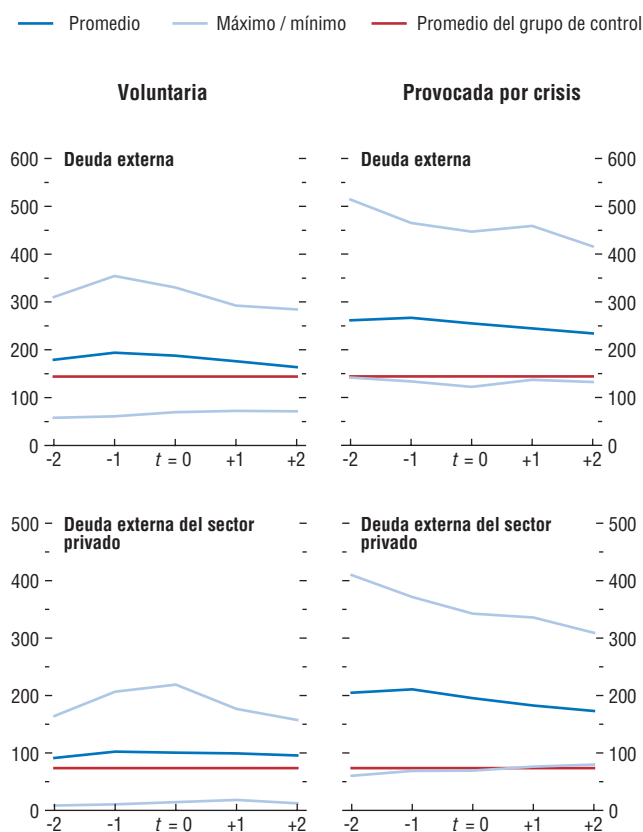 Promedio Máximo / mínimo Promedio del grupo de control
Voluntaria Provocada por crisis
600 Deuda externa Deuda externa 600
500 500
400 400
300 300
200 200
100 100
0 0
-2 -1 t = 0 +1 +2 -2 -1 t = 0 +1 +2
500 Deuda externa del sector Deuda externa del sector 500
privado privado
400 400
300 300
200 200
100 100
0 0
-2 -1 t = 0 +1 +2 -2 -1 t = 0 +1 +2